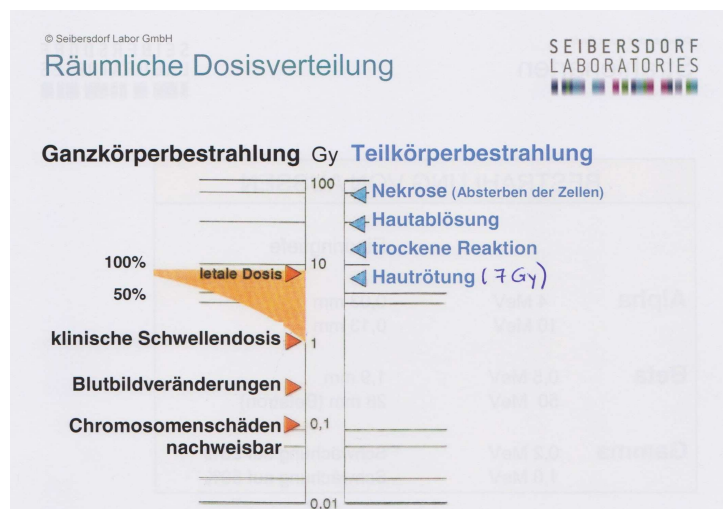 © Seibersdorf Labor GmbH
Räumliche Dosisverteilung
SEIBERSDORF
LABORATORIES
Ganzkörperbestrahlung Gy Teilkörperbestrahlung
100
Nekrose (Absterben der Zellen)
Hautablösung
trockene Reaktion
100%
10
letale Dosis
Hautrötung (7 Gy)
50%
klinische Schwellendosis
1
Blutbildveränderungen
Chromosomenschäden
0,1
nachweisbar
0.01